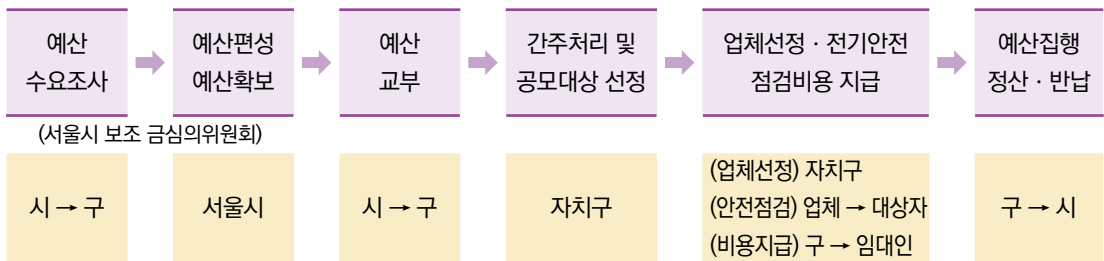 예산
수요조사
예산편성
예산확보
예산
교부
간주처리 및
공모대상 선정
업체선정 · 전기안전
점검비용 지급
예산집행
정산 · 반납
(서울시 보조 금심의위원회)
시 → 구
서울시
시 → 구
자치구
(업체선정) 자치구
(안전점검) 업체 → 대상자
(비용지급) 구 → 임대인
구 → 시